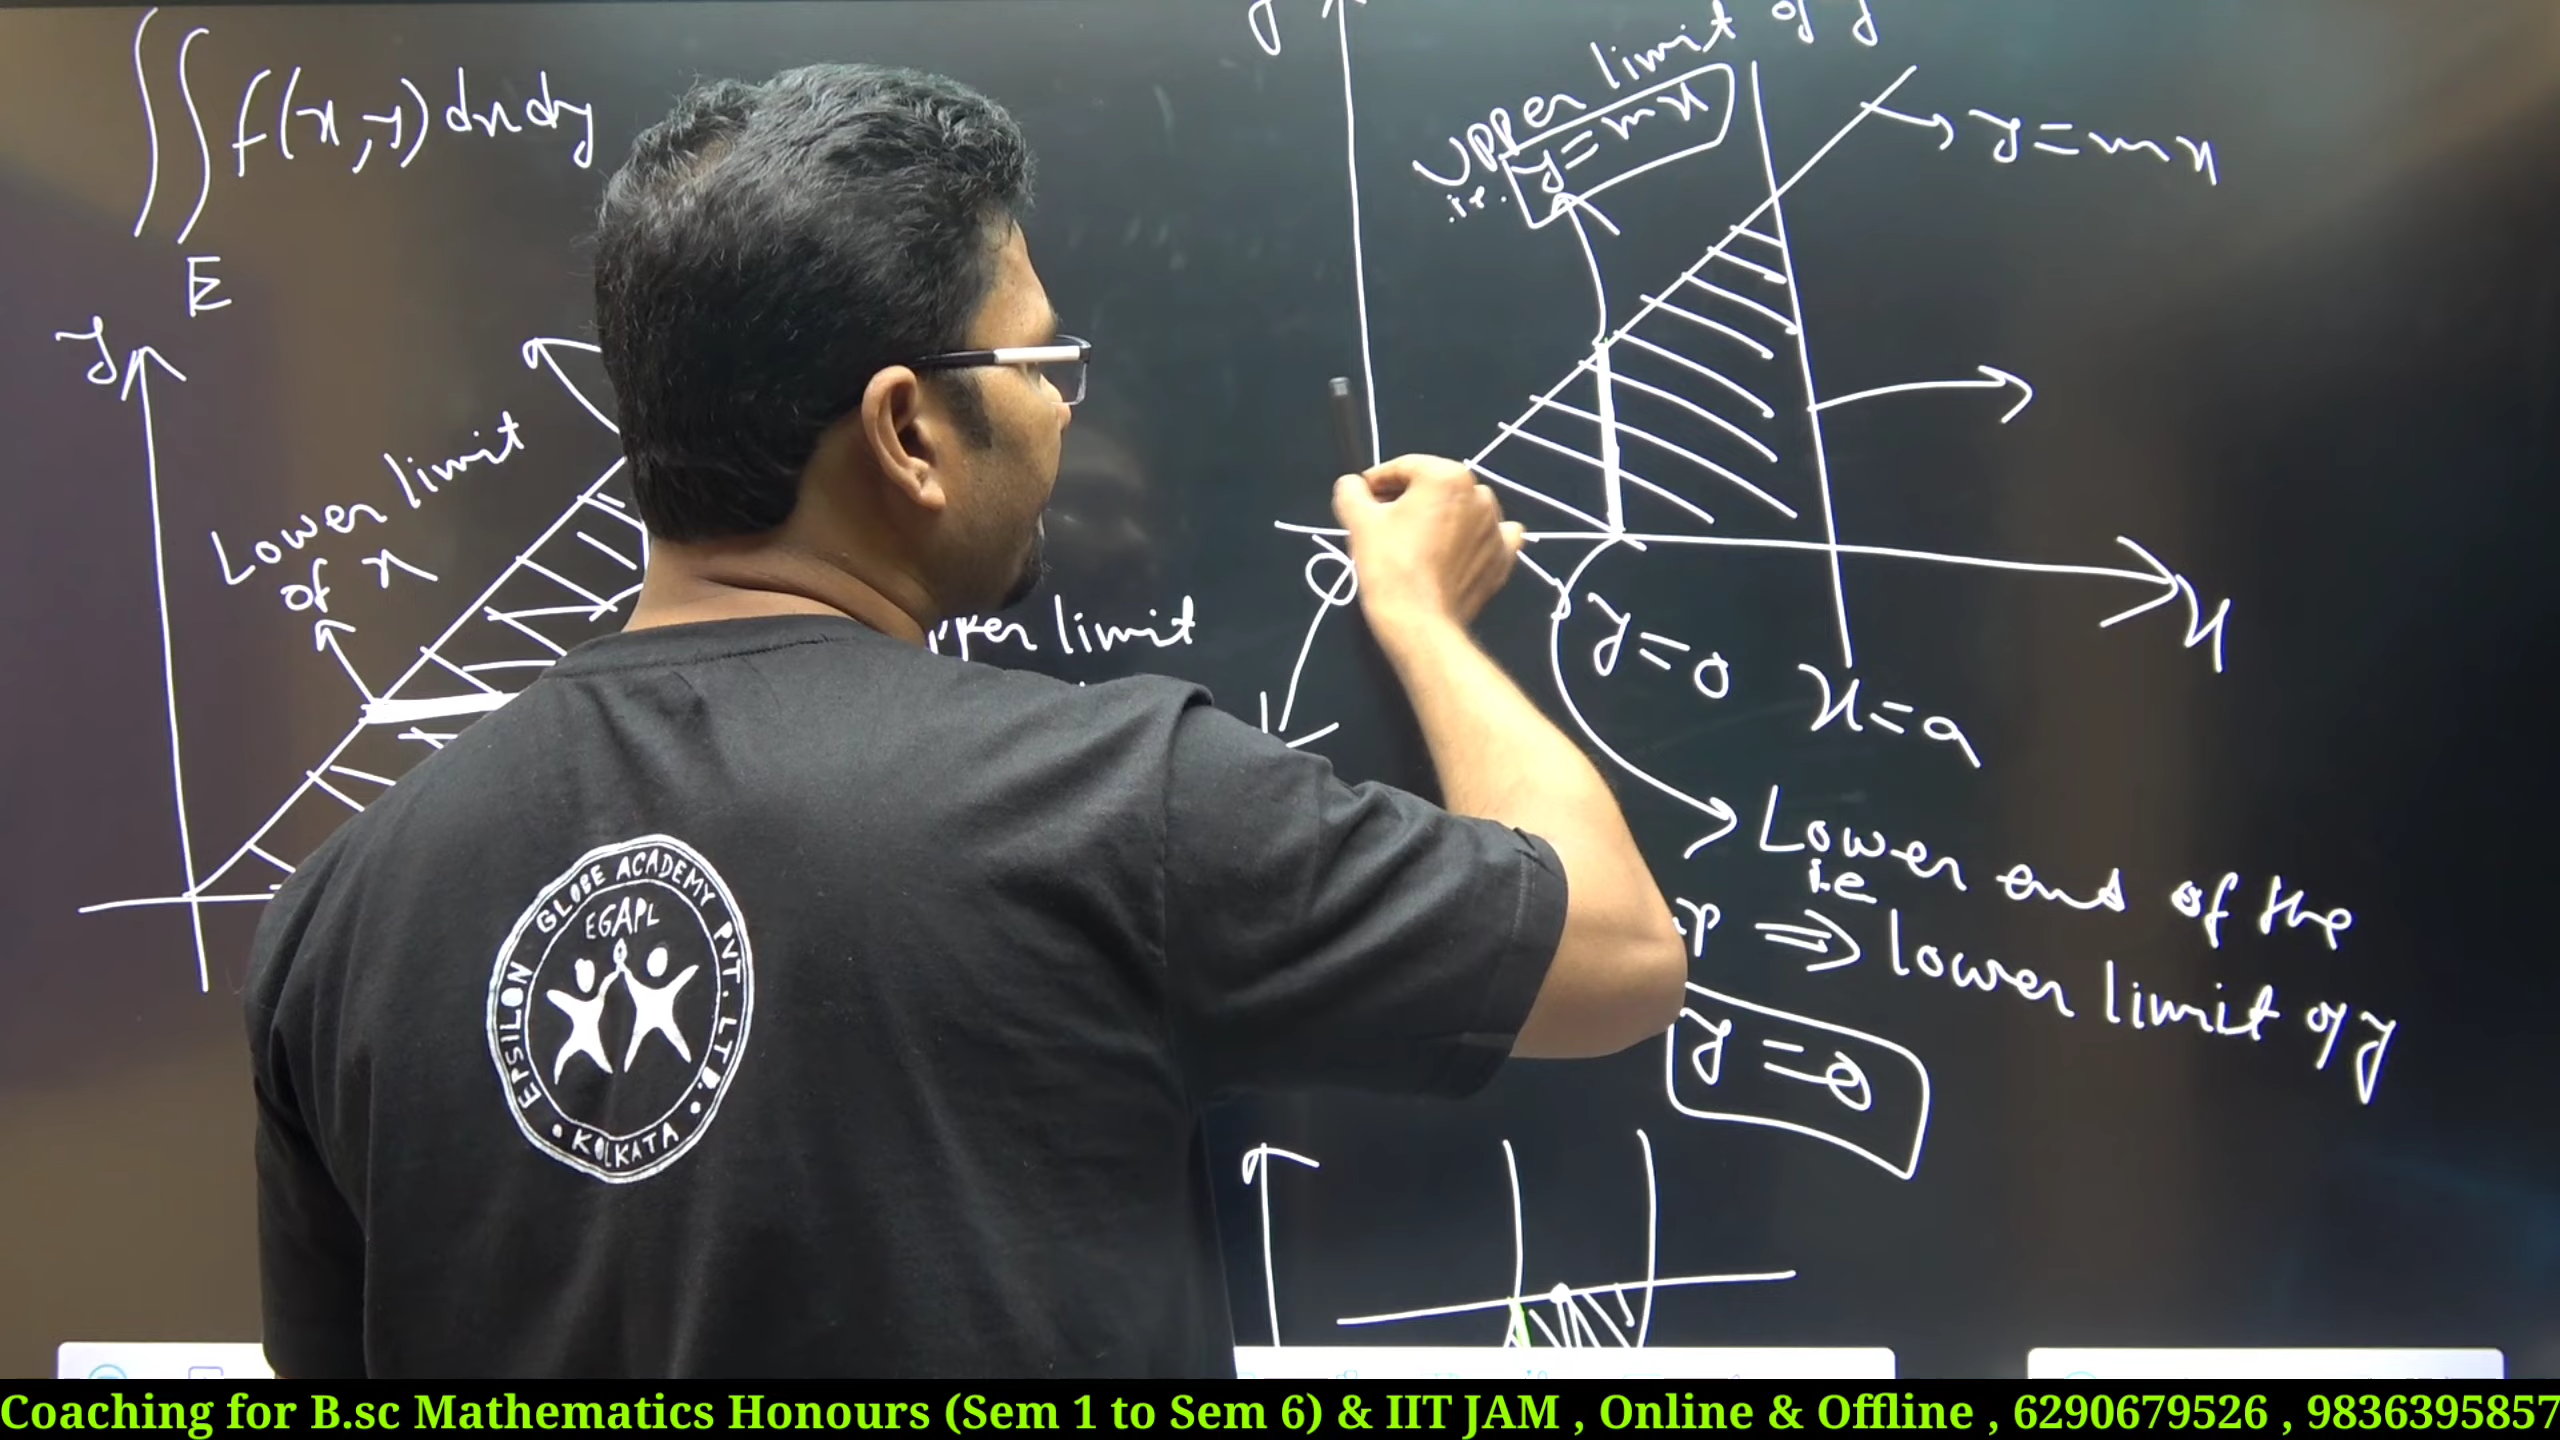 ∬ f(x,y) dx dy
E
y
Lower limit
of x
upper limit
Upper limit of y
i.e. y = mx
y = mx
O
y = 0
x = a
x
Lower end of the
i.e
⇒ lower limit of y
y = 0
EPSILON GLOBE ACADEMY PVT. LTD.
EGAPL
KOLKATA
Coaching for B.sc Mathematics Honours (Sem 1 to Sem 6) & IIT JAM , Online & Offline , 6290679526 , 9836395857